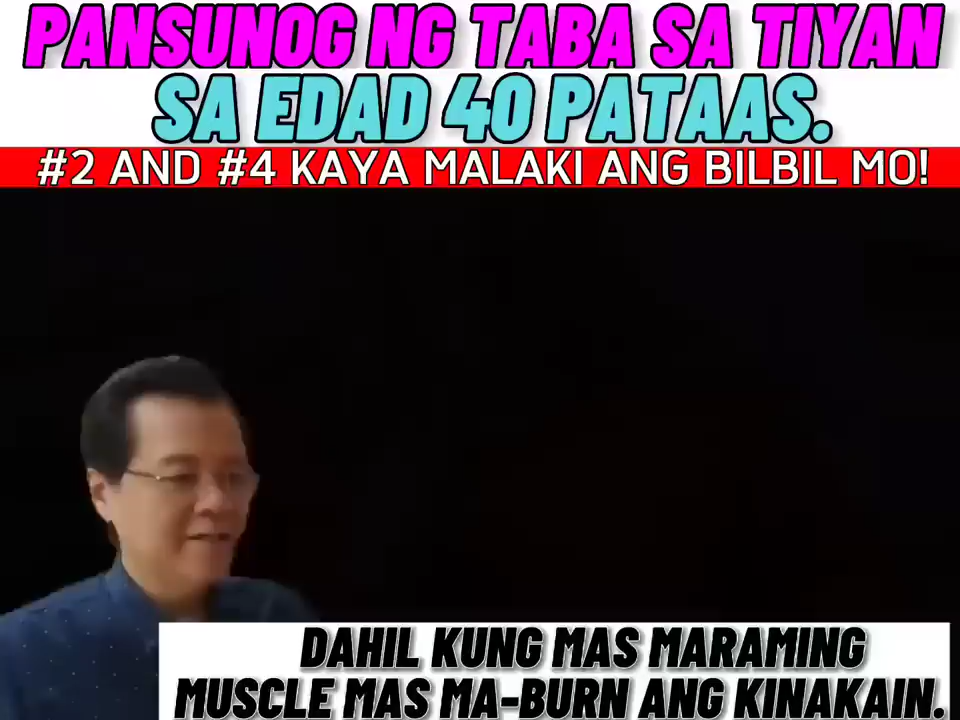 PANSUNOG NG TABA SA TIYAN
SA EDAD 40 PATAAS.
#2 AND #4 KAYA MALAKI ANG BILBIL MO!
DAHIL KUNG MAS MARAMING
MUSCLE MAS MA-BURN ANG KINAKAIN.